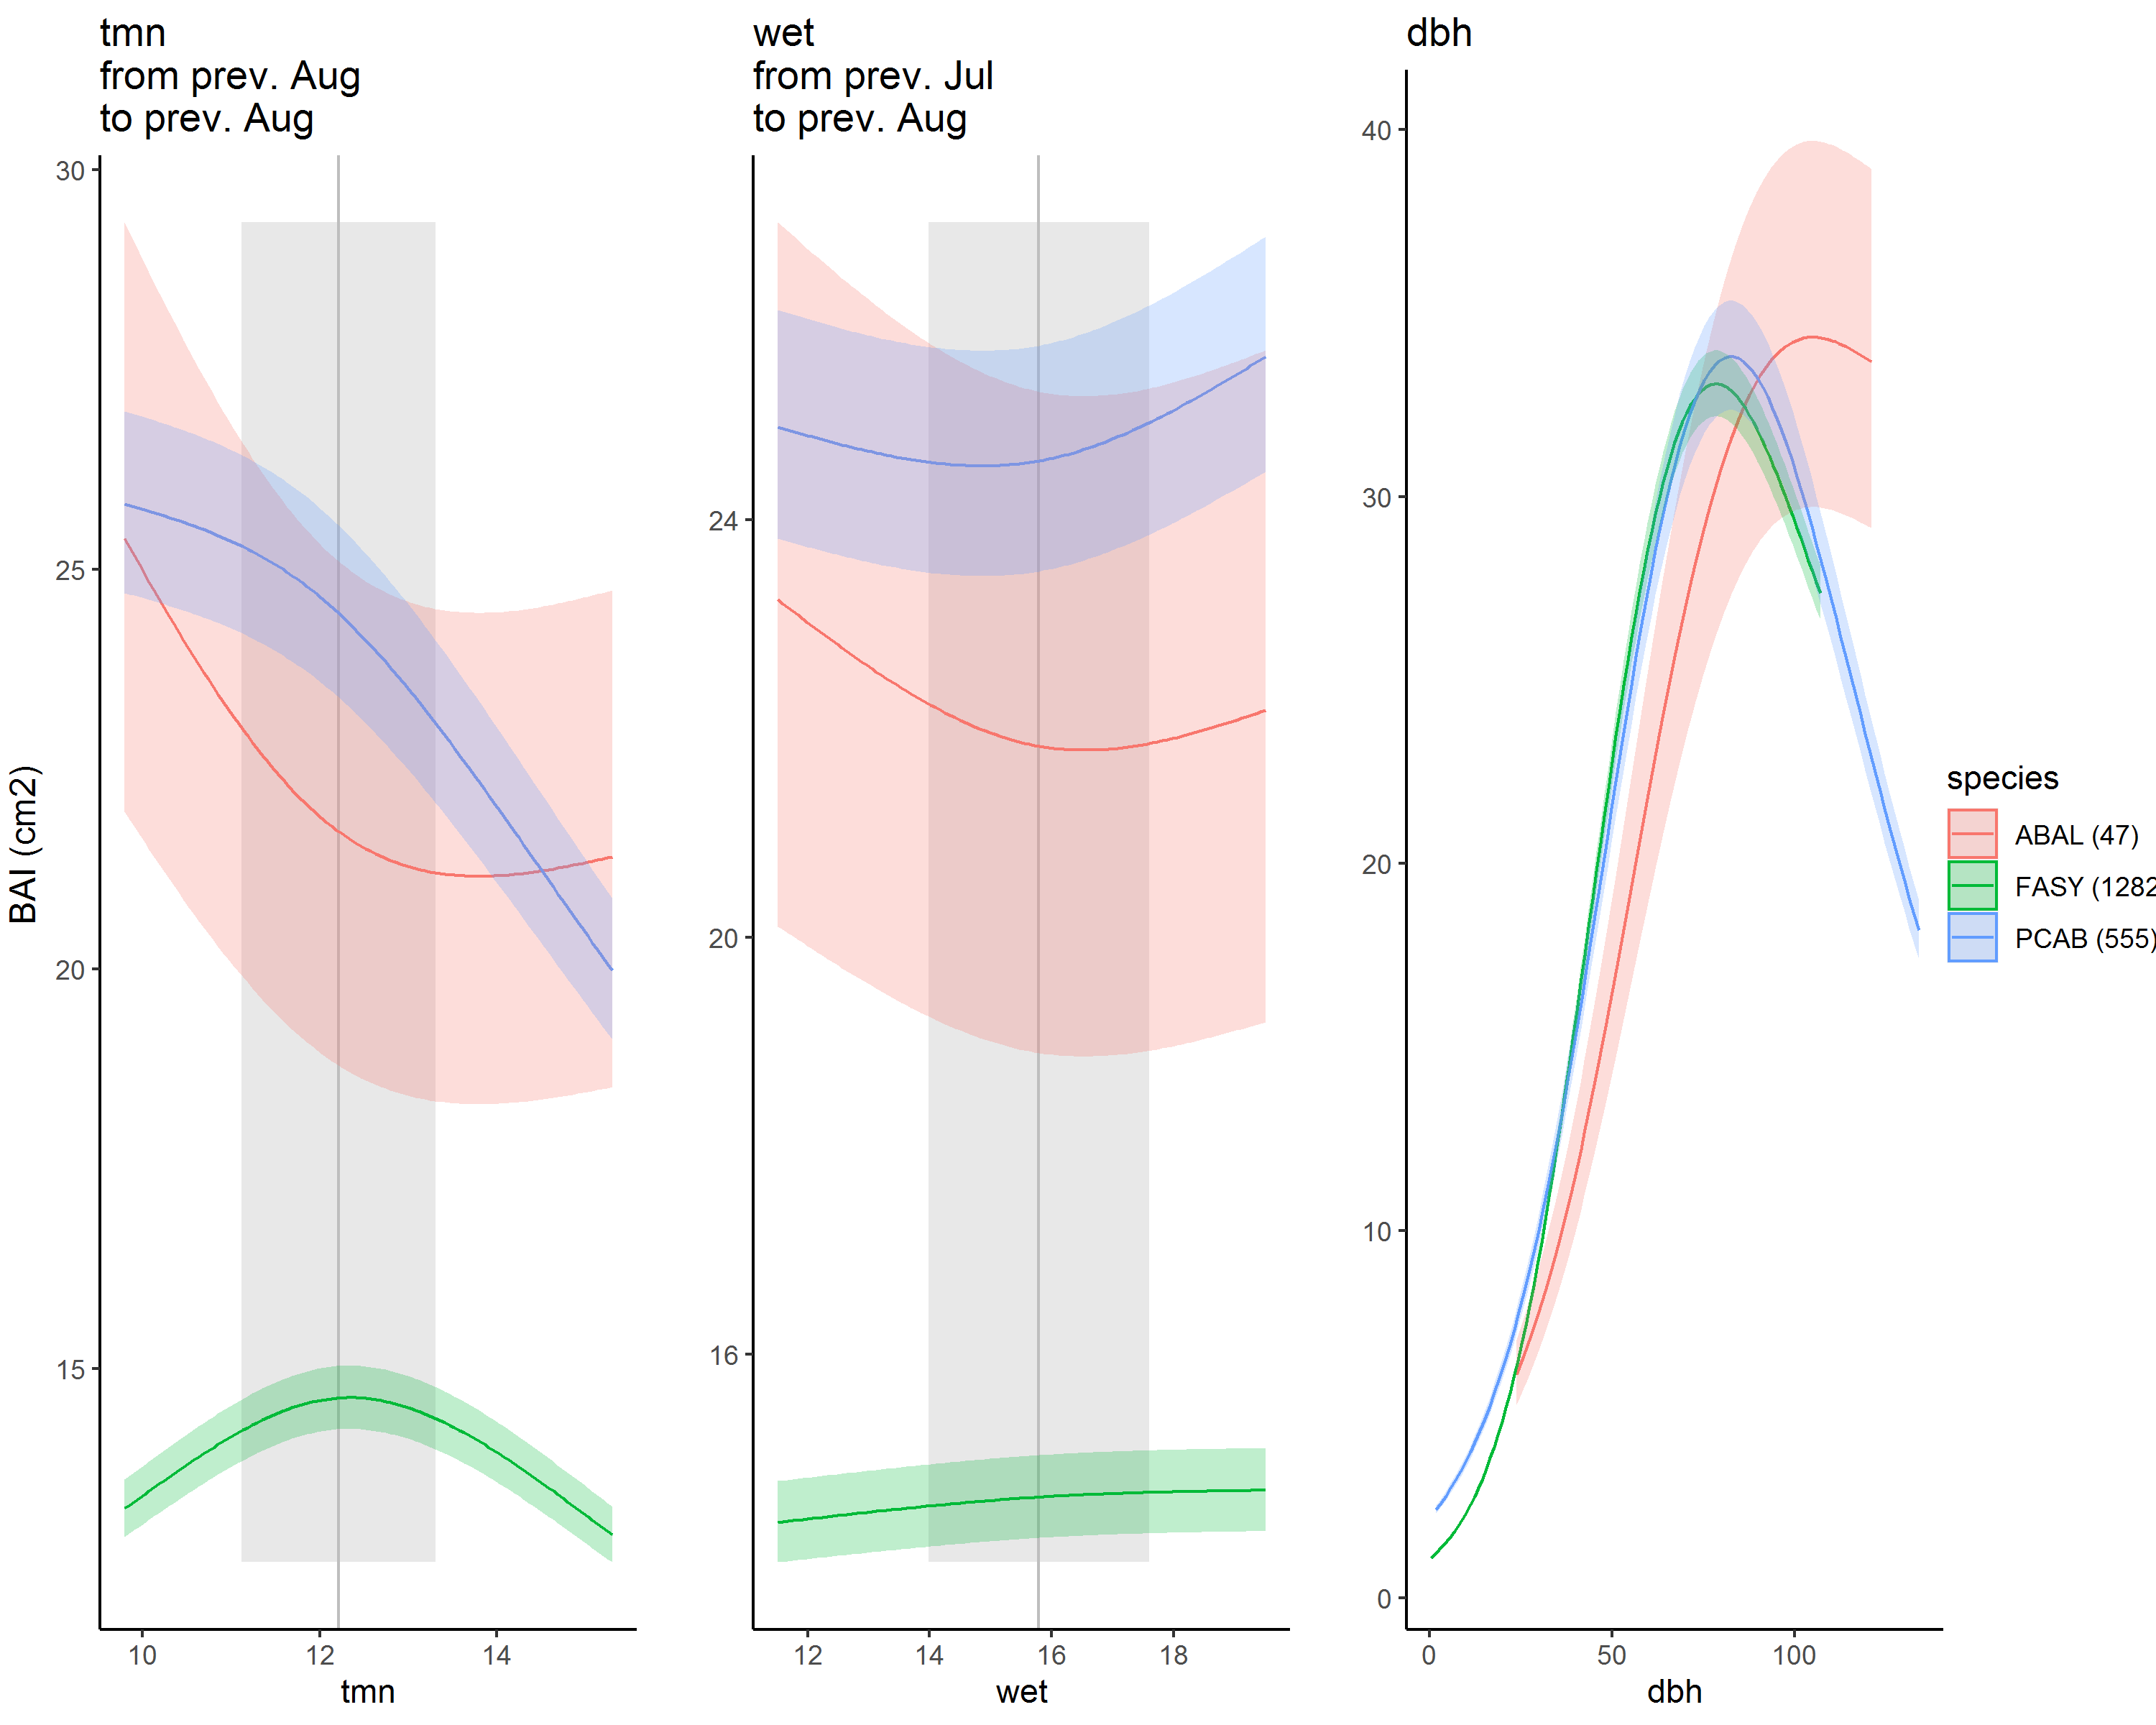 tmn
from prev. Aug
to prev. Aug
wet
from prev. Jul
to prev. Aug
dbh
BAI (cm2)
30
25
20
15
10
12
14
tmn
24
20
16
12
14
16
18
wet
40
30
20
10
0
0
50
100
dbh
species
ABAL (47)
FASY (1282
PCAB (555)